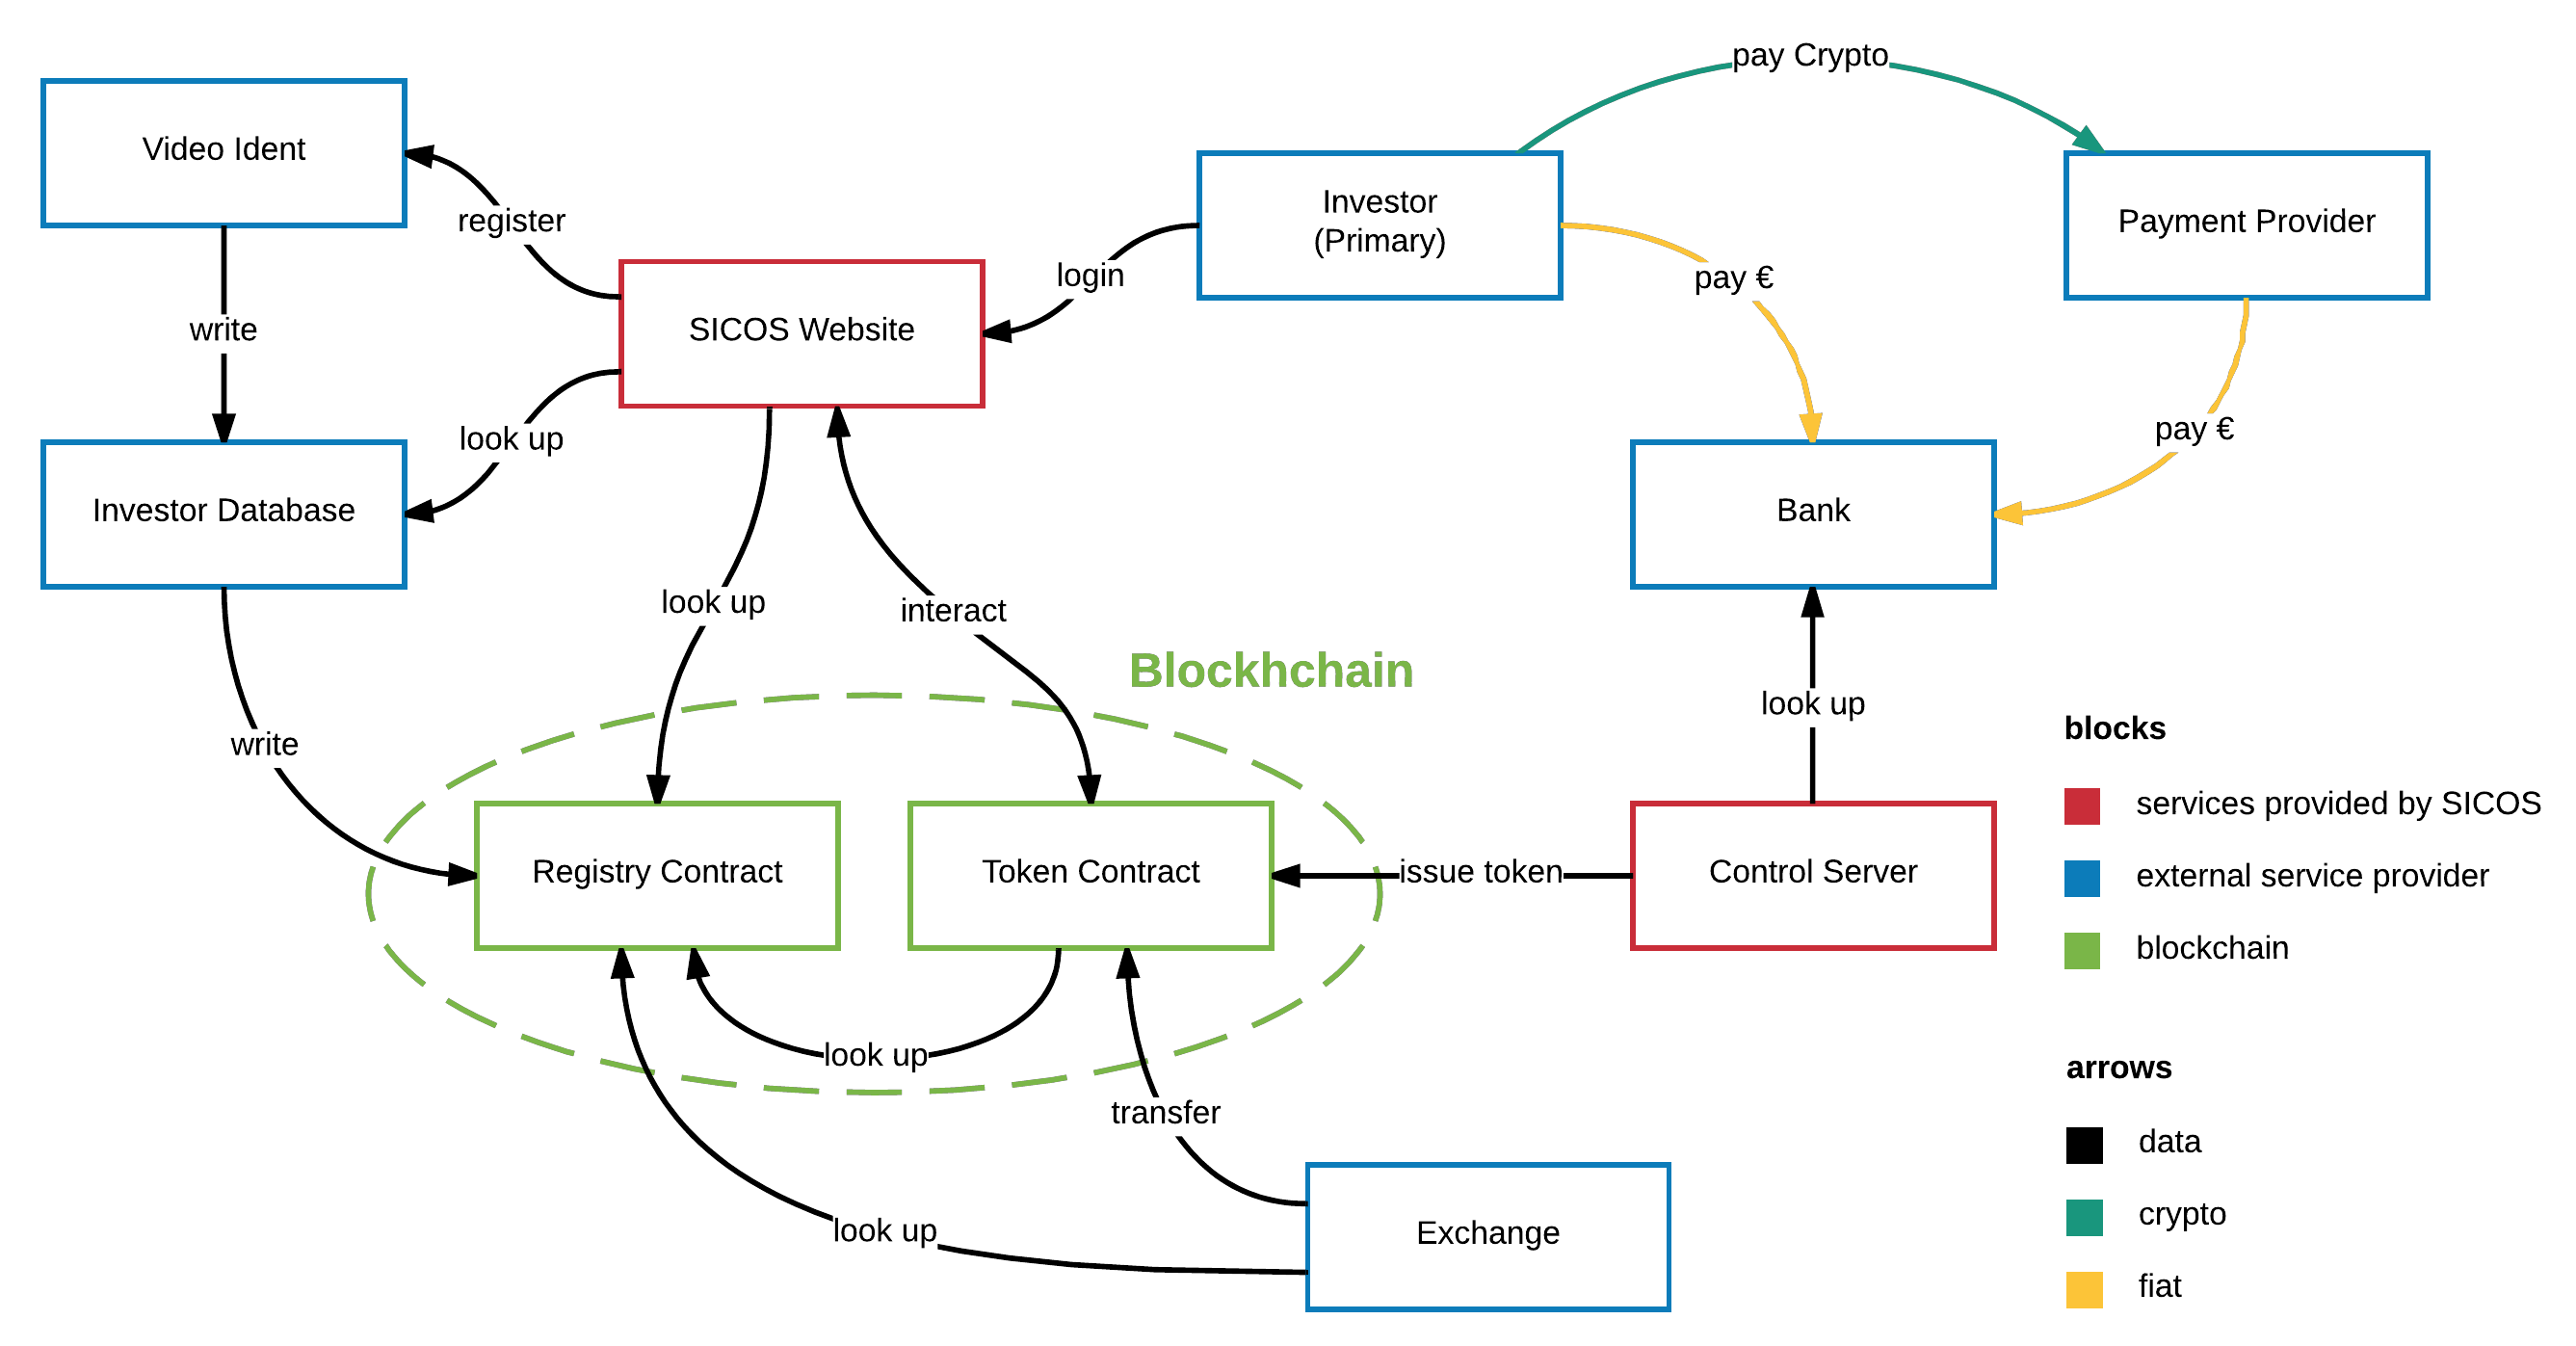 pay Crypto
Video Ident
Investor
(Primary)
Payment Provider
register
login
pay €
write
SICOS Website
look up
pay €
Investor Database
Bank
look up
interact
Blockhchain
look up
write
blocks
services provided by SICOS
external service provider
blockchain
Registry Contract
Token Contract
issue token
Control Server
look up
transfer
look up
Exchange
arrows
data
crypto
fiat